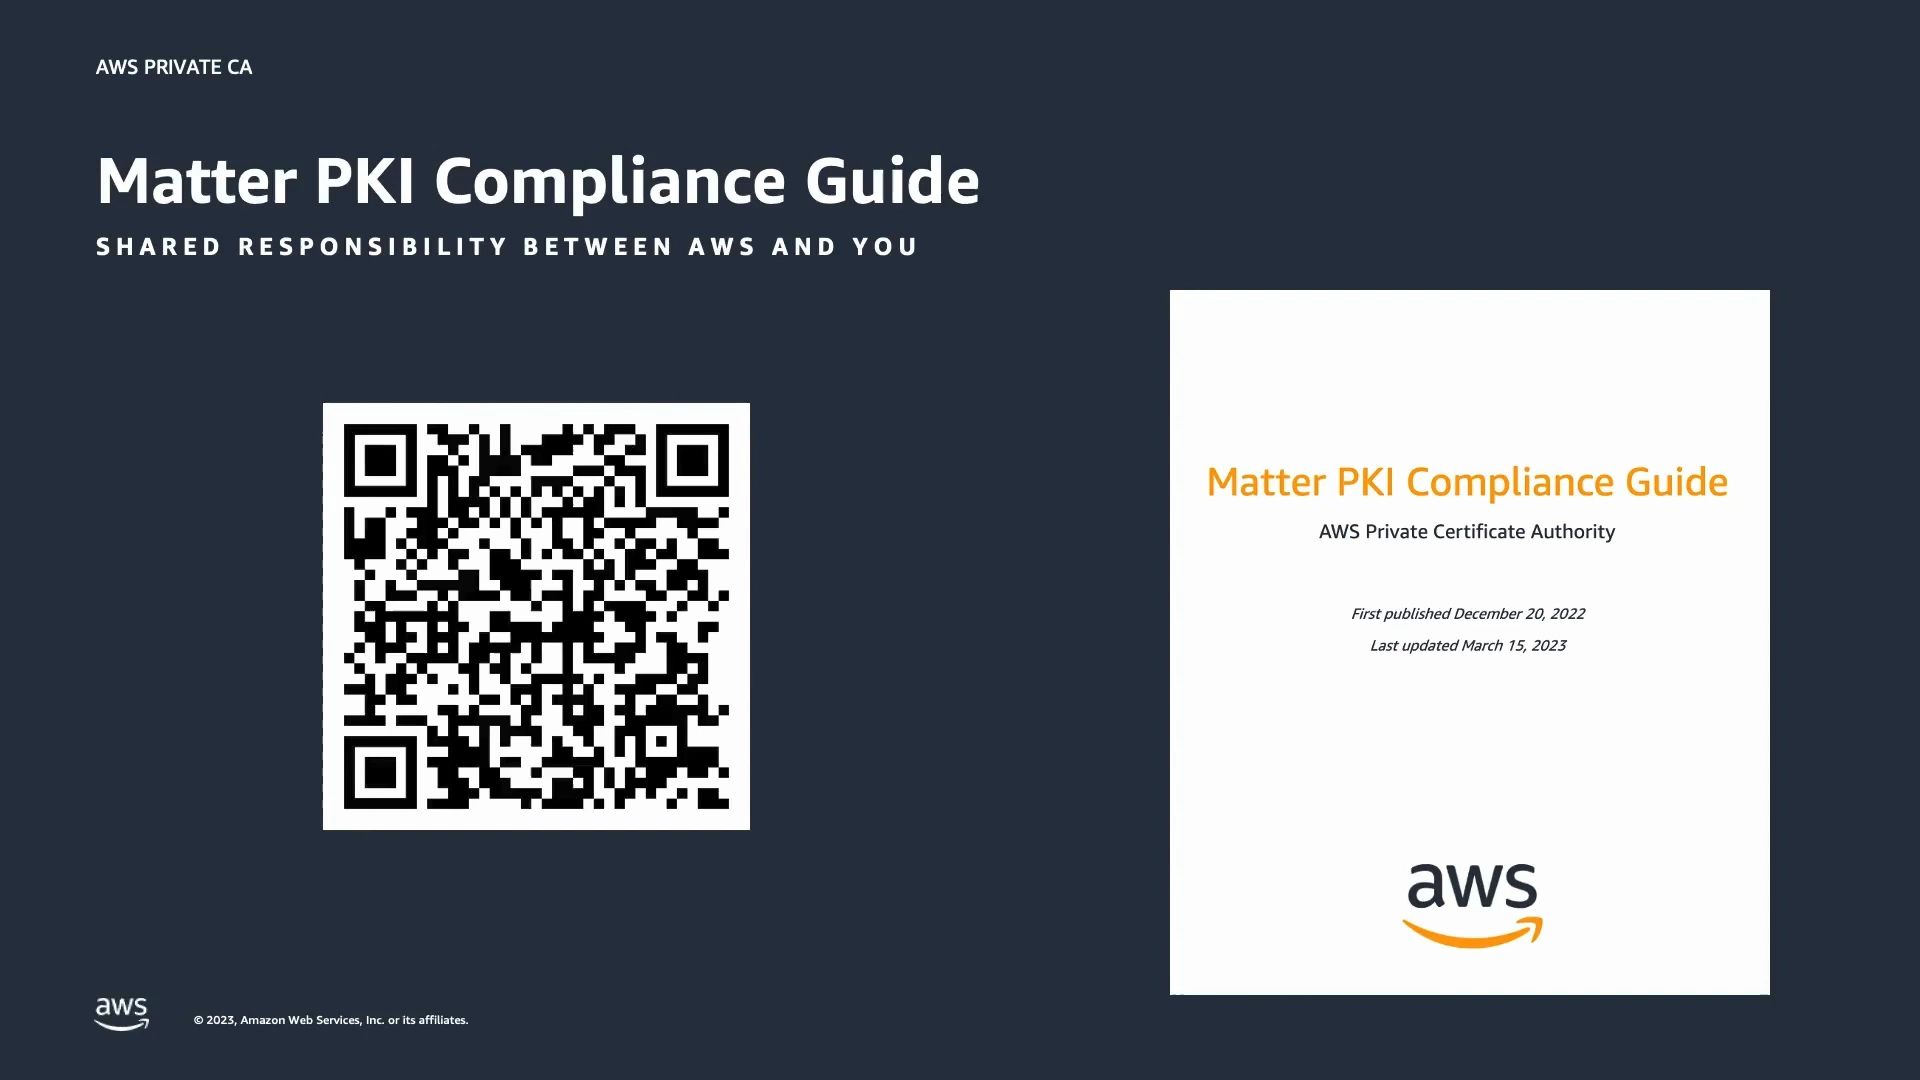 AWS PRIVATE CA
Matter PKI Compliance Guide
SHARED RESPONSIBILITY BETWEEN AWS AND YOU
Matter PKI Compliance Guide
AWS Private Certificate Authority
First published December 20, 2022
Last updated March 15, 2023
aws
aws
© 2023, Amazon Web Services, Inc. or its affiliates.